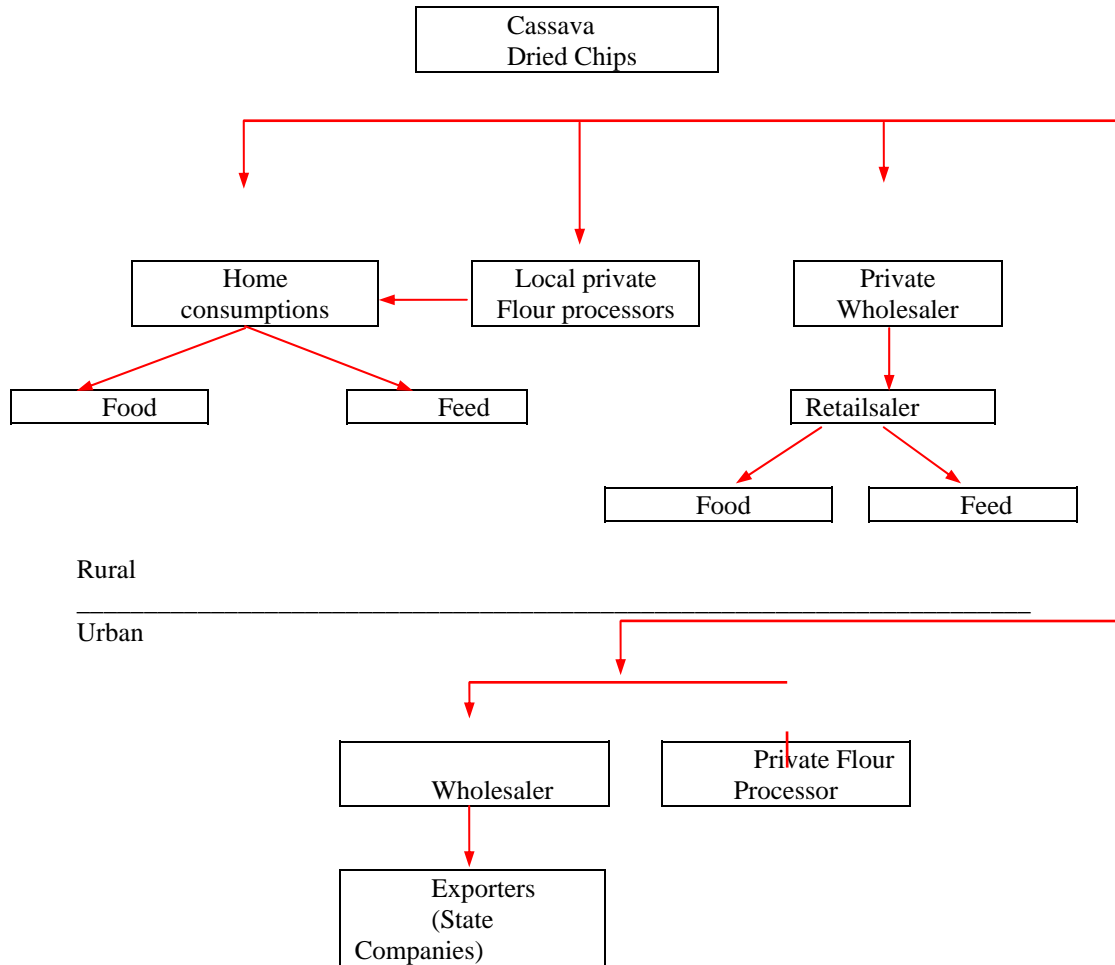 Cassava
Dried Chips
Home
consumptions
Local private
Flour processors
Private
Wholesaler
Food
Feed
Retailsaler
Food
Feed
Rural
Urban
Wholesaler
Private Flour
Processor
Exporters
(State
Companies)